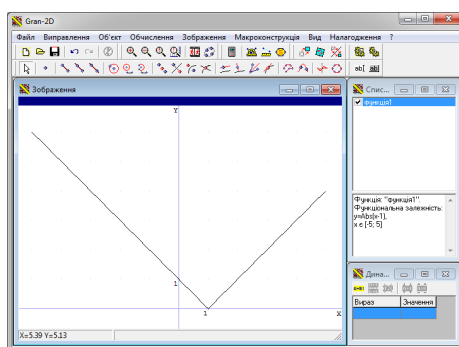 Gran-2D
Файл Виправлення Об'єкт Обчислення Зображення Макроконструкція Вид Налагодження ?
ab[ abl
Зображення
Y
1
1
X
X=5.39 Y=5.13
Спис...
функція1
Функція: "функція1".
Функціональна залежність:
y=Abs(x-1),
x є [-5; 5]
Дина...
Вираз Значення